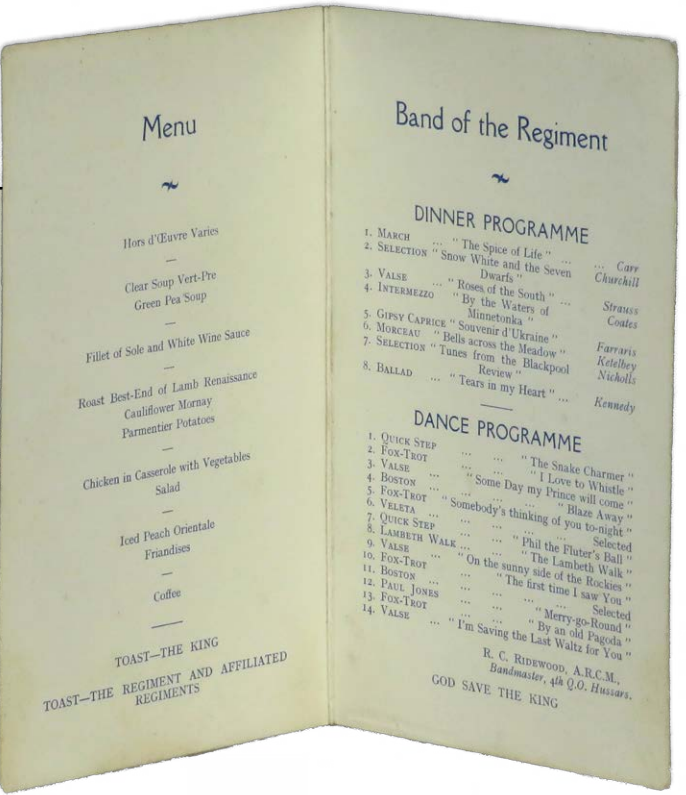 Menu
Hors d'Œuvre Varies
Clear Soup Vert-Pre
Green Pea Soup
Fillet of Sole and White Wine Sauce
Roast Best-End of Lamb Renaissance
Cauliflower Mornay
Parmentier Potatoes
Chicken in Casserole with Vegetables
Salad
Iced Peach Orientale
Friandises
Coffee
TOAST—THE KING
TOAST—THE REGIMENT AND AFFILIATED
REGIMENTS
Band of the Regiment
DINNER PROGRAMME
1. MARCH ... " The Spice of Life " ... ... Carr
2. SELECTION " Snow White and the Seven
Dwarfs " Churchill
3. VALSE ... " Roses of the South " ... Strauss
4. INTERMEZZO " By the Waters of
Minnetonka " Coates
5. GIPSY CAPRICE " Souvenir d'Ukraine " Farraris
6. MORCEAU " Bells across the Meadow " Ketelbey
7. SELECTION " Tunes from the Blackpool
Review " Nicholls
8. BALLAD ... " Tears in my Heart " ... Kennedy
DANCE PROGRAMME
1. QUICK STEP ... ... " The Snake Charmer "
2. FOX-TROT ... ... " I Love to Whistle "
3. VALSE ... " Some Day my Prince will come "
4. BOSTON ... ... ... " Blaze Away "
5. FOX-TROT " Somebody's thinking of you to-night "
6. VELETA ... ... ... ... Selected
7. QUICK STEP ... " Phil the Fluter's Ball "
8. LAMBETH WALK ... ... " The Lambeth Walk "
9. VALSE ... " On the sunny side of the Rockies "
10. FOX-TROT ... " The first time I saw You "
11. BOSTON ... ... ... ... Selected
12. PAUL JONES ... ... " Merry-go-Round "
13. FOX-TROT ... ... " By an old Pagoda "
14. VALSE ... " I'm Saving the Last Waltz for You "
R. C. RIDEWOOD, A.R.C.M.,
Bandmaster, 4th Q.O. Hussars.
GOD SAVE THE KING